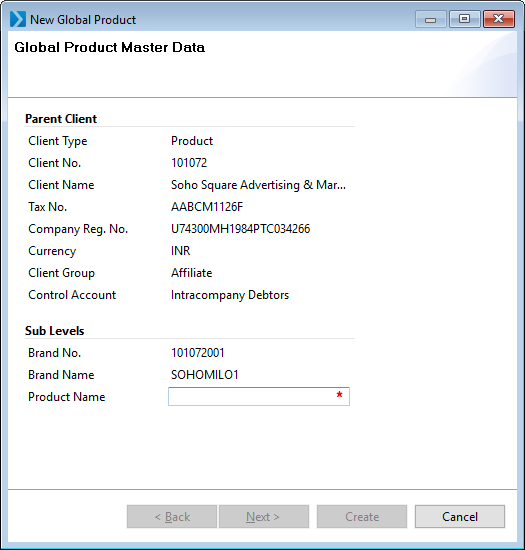 New Global Product
Global Product Master Data
Parent Client
Client Type Product
Client No. 101072
Client Name Soho Square Advertising & Mar...
Tax No. AABCM1126F
Company Reg. No. U74300MH1984PTC034266
Currency INR
Client Group Affiliate
Control Account Intracompany Debtors
Sub Levels
Brand No. 101072001
Brand Name SOHOMILO1
Product Name *
< Back Next > Create Cancel